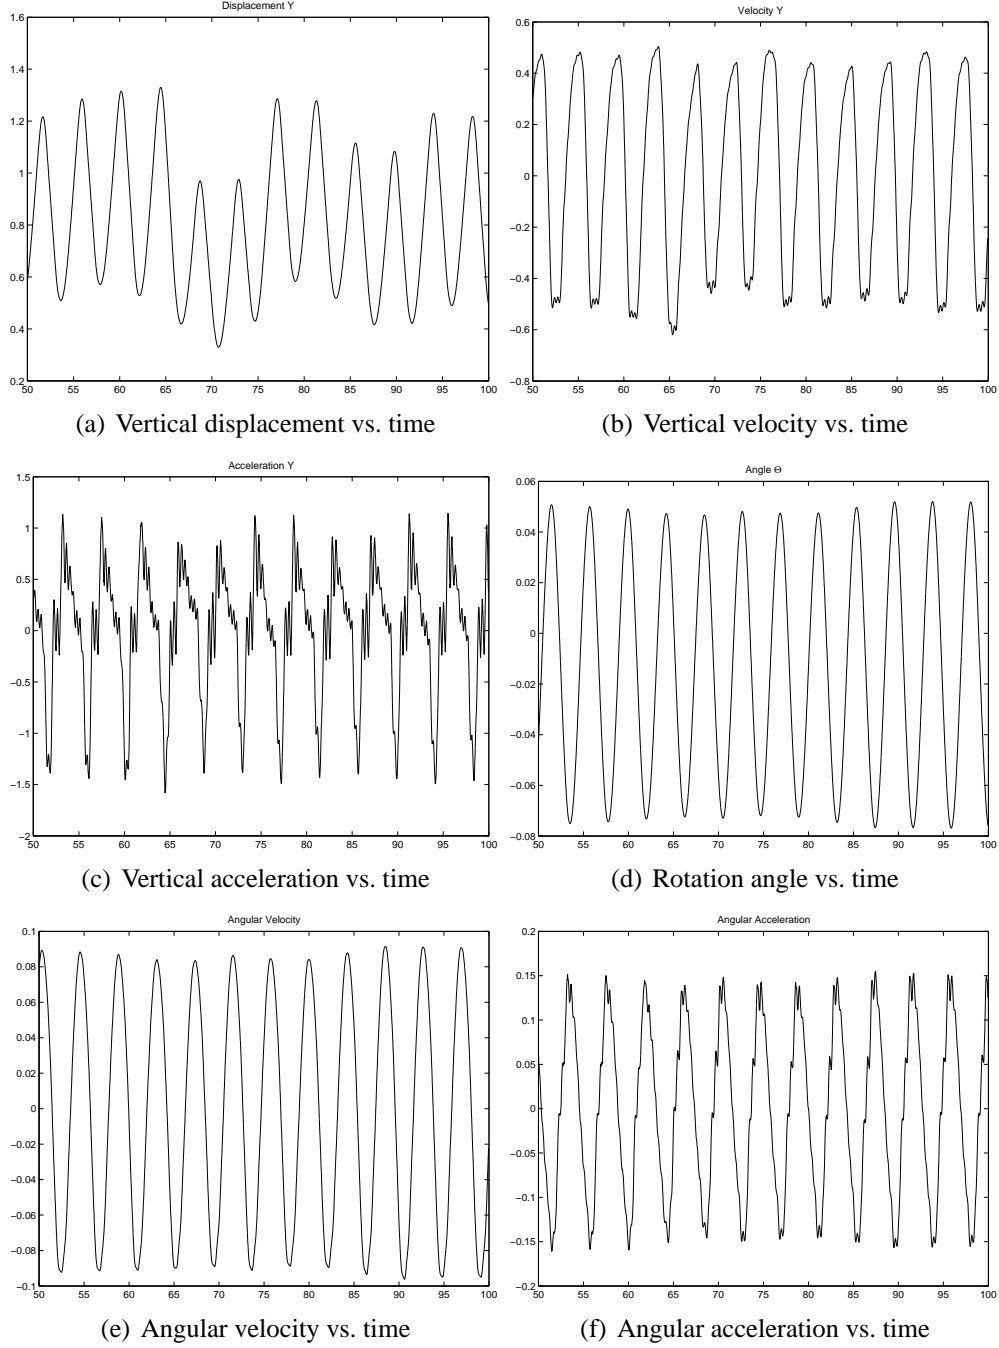 Displacement Y
1.6
1.4
1.2
1
0.8
0.6
0.4
0.2
50 55 60 65 70 75 80 85 90 95 100
(a) Vertical displacement vs. time
Velocity Y
0.6
0.4
0.2
0
−0.2
−0.4
−0.6
−0.8
50 55 60 65 70 75 80 85 90 95 100
(b) Vertical velocity vs. time
Acceleration Y
1.5
1
0.5
0
−0.5
−1
−1.5
−2
50 55 60 65 70 75 80 85 90 95 100
(c) Vertical acceleration vs. time
Angle Θ
0.06
0.04
0.02
0
−0.02
−0.04
−0.06
−0.08
50 55 60 65 70 75 80 85 90 95 100
(d) Rotation angle vs. time
Angular Velocity
0.1
0.08
0.06
0.04
0.02
0
−0.02
−0.04
−0.06
−0.08
−0.1
50 55 60 65 70 75 80 85 90 95 100
(e) Angular velocity vs. time
Angular Acceleration
0.2
0.15
0.1
0.05
0
−0.05
−0.1
−0.15
−0.2
50 55 60 65 70 75 80 85 90 95 100
(f) Angular acceleration vs. time